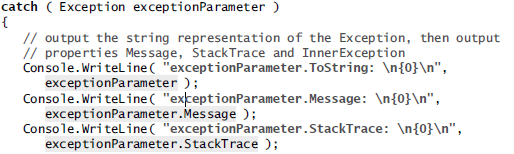 catch ( Exception exceptionParameter )
{
// output the string representation of the Exception, then output
// properties Message, StackTrace and InnerException
Console.WriteLine( "exceptionParameter.ToString: \n{0}\n",
exceptionParameter );
Console.WriteLine( "exceptionParameter.Message: \n{0}\n",
exceptionParameter.Message );
Console.WriteLine( "exceptionParameter.StackTrace: \n{0}\n",
exceptionParameter.StackTrace );